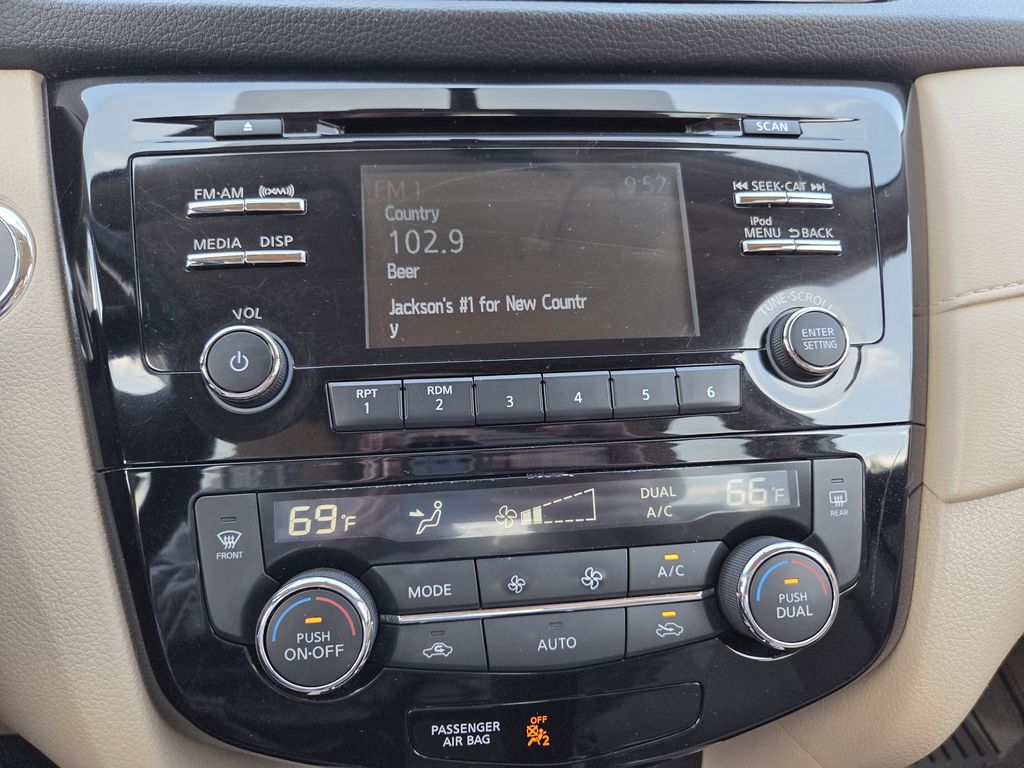 SCAN
FM·AM ((XM))
SEEK·CAT
MEDIA DISP
iPod
MENU BACK
FM 1 9:52
Country
102.9
Beer
Jackson's #1 for New Countr
y
VOL
TUNE·SCROLL
ENTER
SETTING
RPT
1
RDM
2
3
4
5
6
69°F
DUAL
A/C
66°F
FRONT
REAR
MODE
A/C
PUSH
ON·OFF
AUTO
PUSH
DUAL
PASSENGER
AIR BAG
OFF
2